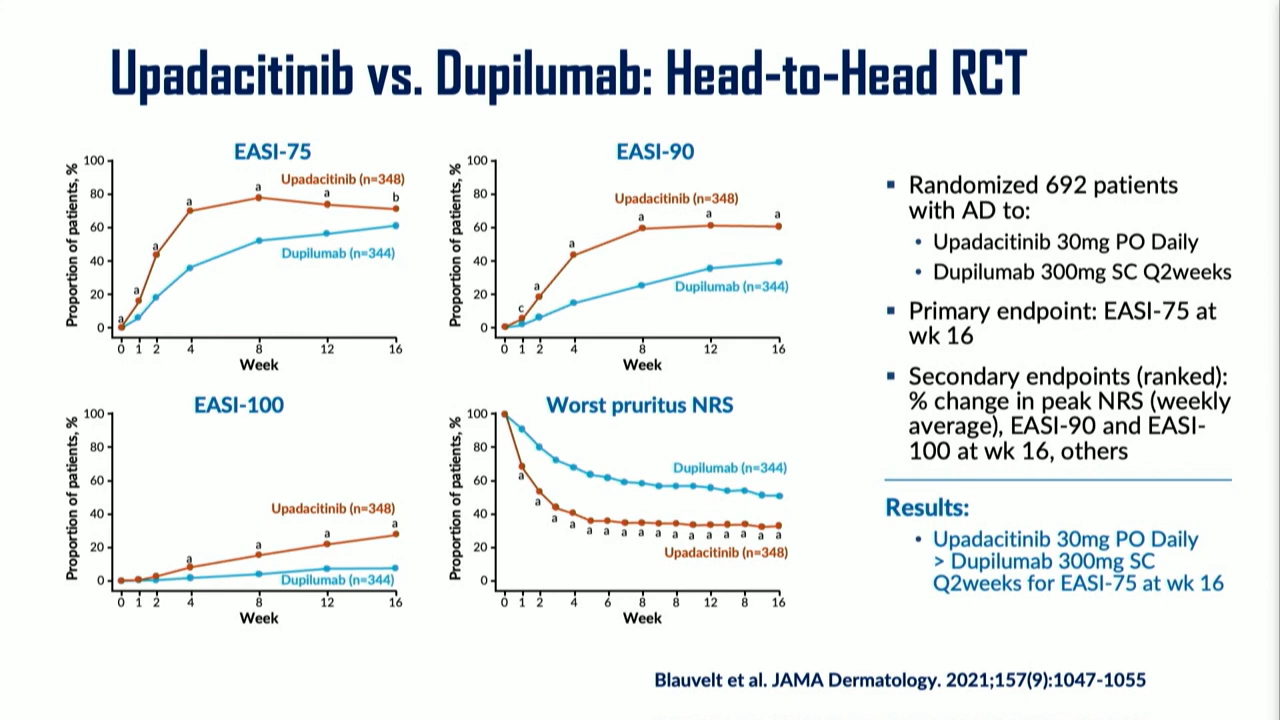 Upadacitinib vs. Dupilumab: Head-to-Head RCT
EASI-75
Proportion of patients, %
100
80
60
40
20
0
Upadacitinib (n=348)
Dupilumab (n=344)
a
a
a
a
a
a
b
0 1 2 4 8 12 16
Week
EASI-90
Proportion of patients, %
100
80
60
40
20
0
Upadacitinib (n=348)
Dupilumab (n=344)
c
a
a
a
a
a
0 1 2 4 8 12 16
Week
EASI-100
Proportion of patients, %
100
80
60
40
20
0
Upadacitinib (n=348)
Dupilumab (n=344)
a
a
a
a
0 1 2 4 8 12 16
Week
Worst pruritus NRS
Proportion of patients, %
100
80
60
40
20
0
Dupilumab (n=344)
a
a
a
a a a a a a a a a a a a a
Upadacitinib (n=348)
0 1 2 4 6 8 8 12 8 16
Week
▪ Randomized 692 patients
with AD to:
• Upadacitinib 30mg PO Daily
• Dupilumab 300mg SC Q2weeks
▪ Primary endpoint: EASI-75 at
wk 16
▪ Secondary endpoints (ranked):
% change in peak NRS (weekly
average), EASI-90 and EASI-
100 at wk 16, others
Results:
• Upadacitinib 30mg PO Daily
> Dupilumab 300mg SC
Q2weeks for EASI-75 at wk 16
Blauvelt et al. JAMA Dermatology. 2021;157(9):1047-1055